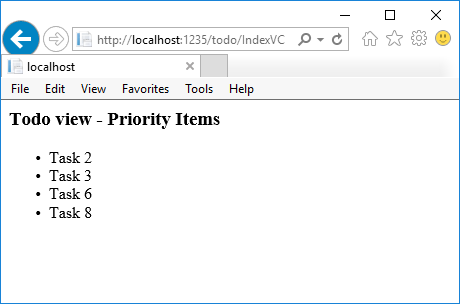 http://localhost:1235/todo/IndexVC
localhost
File Edit View Favorites Tools Help
Todo view - Priority Items
• Task 2
• Task 3
• Task 6
• Task 8